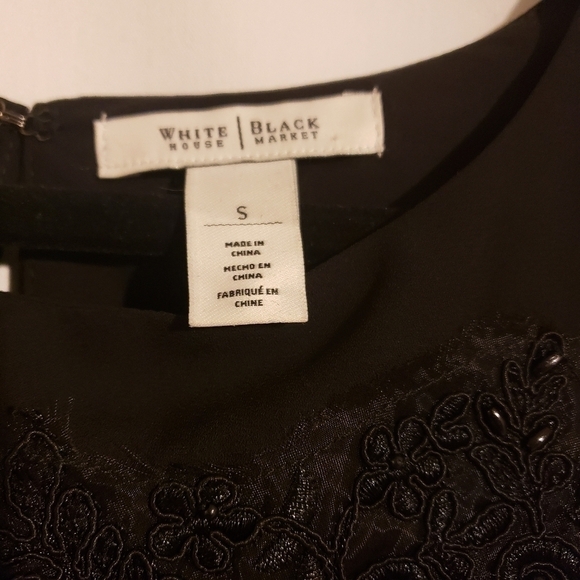 WHITE | BLACK
HOUSE | MARKET
S
MADE IN
CHINA
HECHO EN
CHINA
FABRIQUÉ EN
CHINE